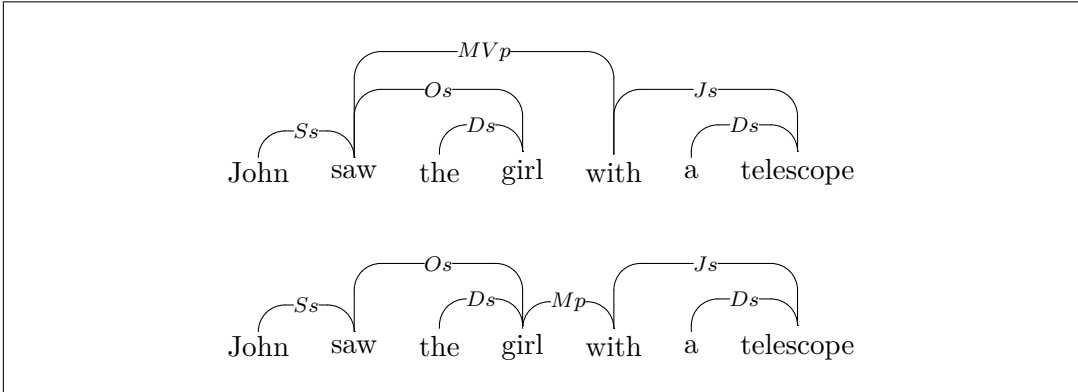 MVp
Os Js
Ss Ds Ds
John saw the girl with a telescope
Os Js
Ss Ds Mp Ds
John saw the girl with a telescope